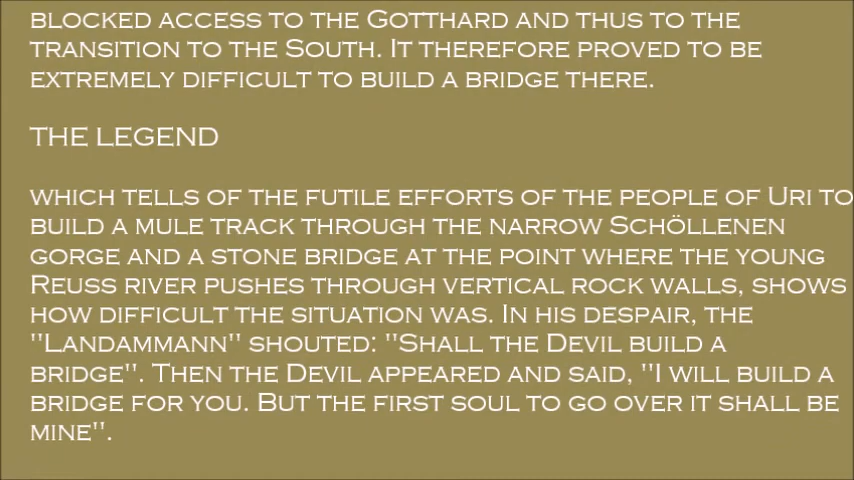 BLOCKED ACCESS TO THE GOTTHARD AND THUS TO THE
TRANSITION TO THE SOUTH. IT THEREFORE PROVED TO BE
EXTREMELY DIFFICULT TO BUILD A BRIDGE THERE.
THE LEGEND
WHICH TELLS OF THE FUTILE EFFORTS OF THE PEOPLE OF URI TO
BUILD A MULE TRACK THROUGH THE NARROW SCHÖLLENEN
GORGE AND A STONE BRIDGE AT THE POINT WHERE THE YOUNG
REUSS RIVER PUSHES THROUGH VERTICAL ROCK WALLS, SHOWS
HOW DIFFICULT THE SITUATION WAS. IN HIS DESPAIR, THE
"LANDAMMANN" SHOUTED: "SHALL THE DEVIL BUILD A
BRIDGE". THEN THE DEVIL APPEARED AND SAID, "I WILL BUILD A
BRIDGE FOR YOU. BUT THE FIRST SOUL TO GO OVER IT SHALL BE
MINE".